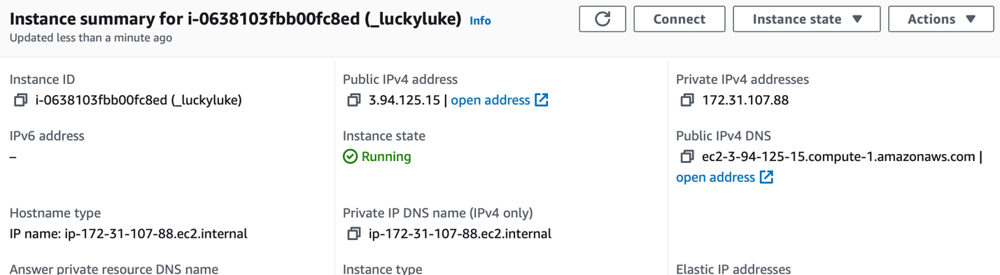 Instance summary for i-0638103fbb00fc8ed (_luckyluke) Info
Connect
Instance state
Actions
Updated less than a minute ago
Instance ID
i-0638103fbb00fc8ed (_luckyluke)
Public IPv4 address
3.94.125.15 | open address
Private IPv4 addresses
172.31.107.88
IPv6 address
–
Instance state
Running
Public IPv4 DNS
ec2-3-94-125-15.compute-1.amazonaws.com |
open address
Hostname type
IP name: ip-172-31-107-88.ec2.internal
Private IP DNS name (IPv4 only)
ip-172-31-107-88.ec2.internal
Answer private resource DNS name
Instance type
Elastic IP addresses